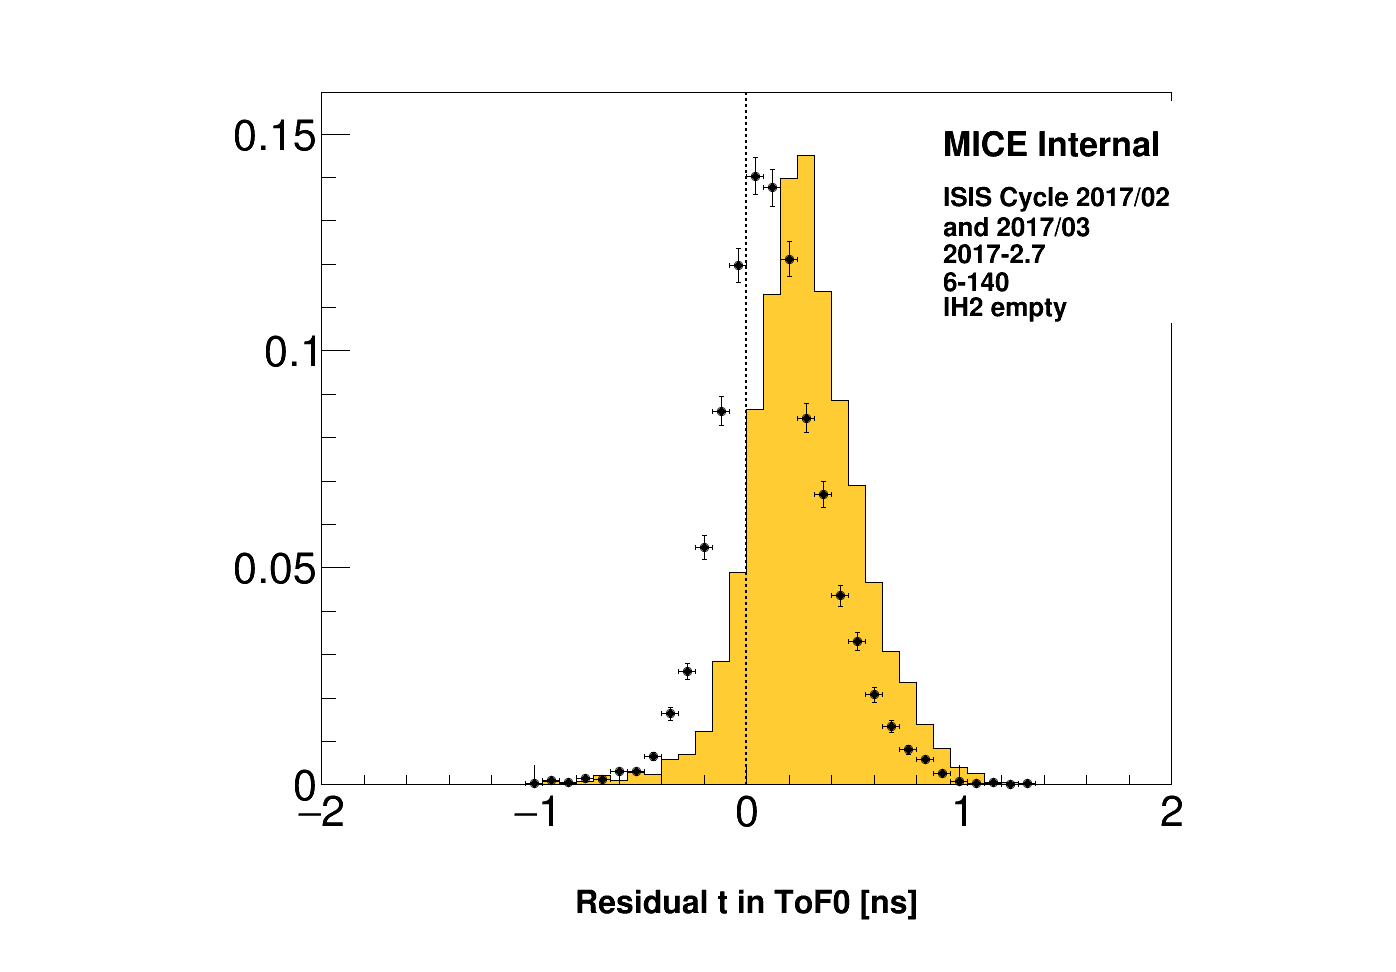 0.15
0.1
0.05
0
−2
−1
0
1
2
MICE Internal
ISIS Cycle 2017/02
and 2017/03
2017-2.7
6-140
IH2 empty
Residual t in ToF0 [ns]